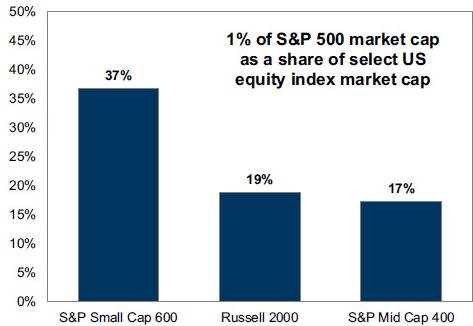 50%
45%
40%
35%
30%
25%
20%
15%
10%
5%
0%
1% of S&P 500 market cap
as a share of select US
equity index market cap
37%
19%
17%
S&P Small Cap 600
Russell 2000
S&P Mid Cap 400